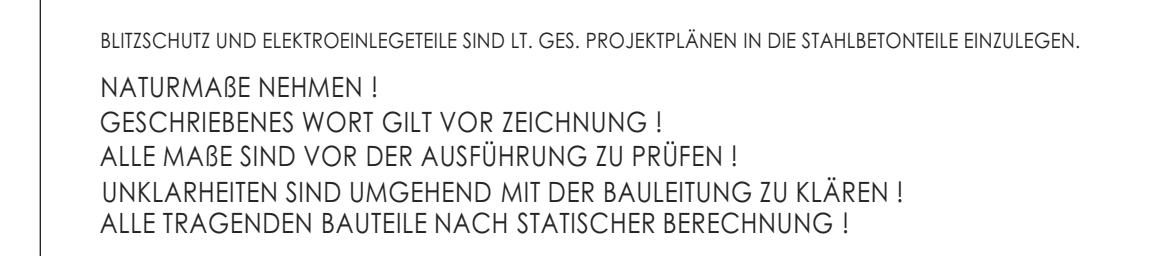 BLITZSCHUTZ UND ELEKTROEINLEGETEILE SIND LT. GES. PROJEKTPLÄNEN IN DIE STAHLBETONTEILE EINZULEGEN.
NATURMAßE NEHMEN !
GESCHRIEBENES WORT GILT VOR ZEICHNUNG !
ALLE MAßE SIND VOR DER AUSFÜHRUNG ZU PRÜFEN !
UNKLARHEITEN SIND UMGEHEND MIT DER BAULEITUNG ZU KLÄREN !
ALLE TRAGENDEN BAUTEILE NACH STATISCHER BERECHNUNG !